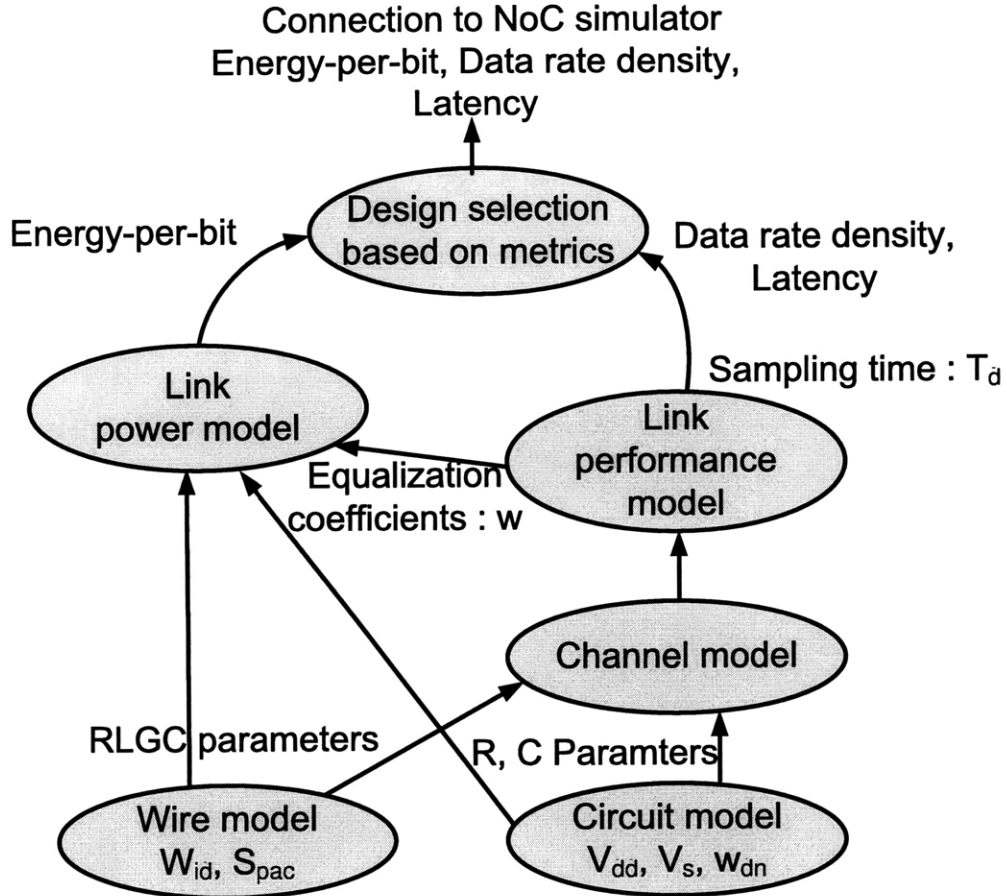 Connection to NoC simulator
Energy-per-bit, Data rate density,
Latency
Design selection
based on metrics
Energy-per-bit
Data rate density,
Latency
Link
power model
Sampling time : Td
Link
performance
model
Equalization
coefficients : w
Channel model
RLGC parameters
R, C Paramters
Wire model
Wid, Spac
Circuit model
Vdd, Vs, wdn